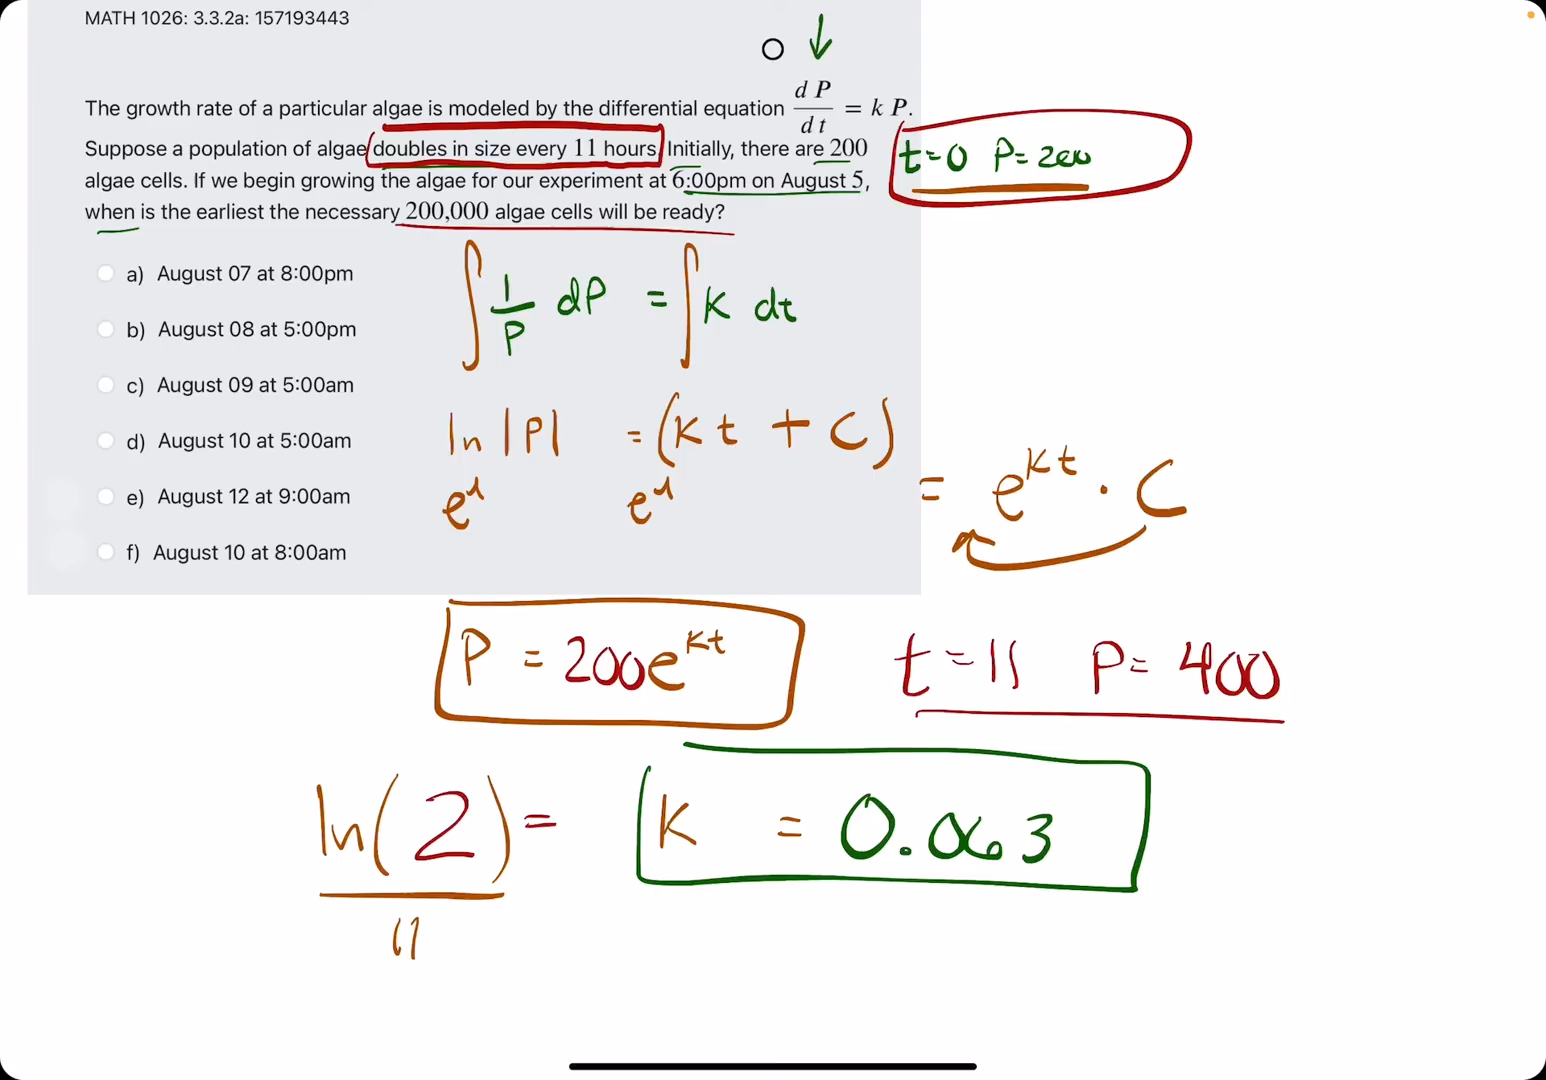 MATH 1026: 3.3.2a: 157193443
The growth rate of a particular algae is modeled by the differential equation dP/dt = k P.
Suppose a population of algae doubles in size every 11 hours. Initially, there are 200
algae cells. If we begin growing the algae for our experiment at 6:00pm on August 5,
when is the earliest the necessary 200,000 algae cells will be ready?
t=0 P=200
a) August 07 at 8:00pm
b) August 08 at 5:00pm
c) August 09 at 5:00am
d) August 10 at 5:00am
e) August 12 at 9:00am
f) August 10 at 8:00am
∫ 1/P dP = ∫ K dt
ln |P| = (Kt + C)
e^ e^ = e^Kt · C
P = 200e^Kt
t=11 P=400
ln(2)/11 = K = 0.063